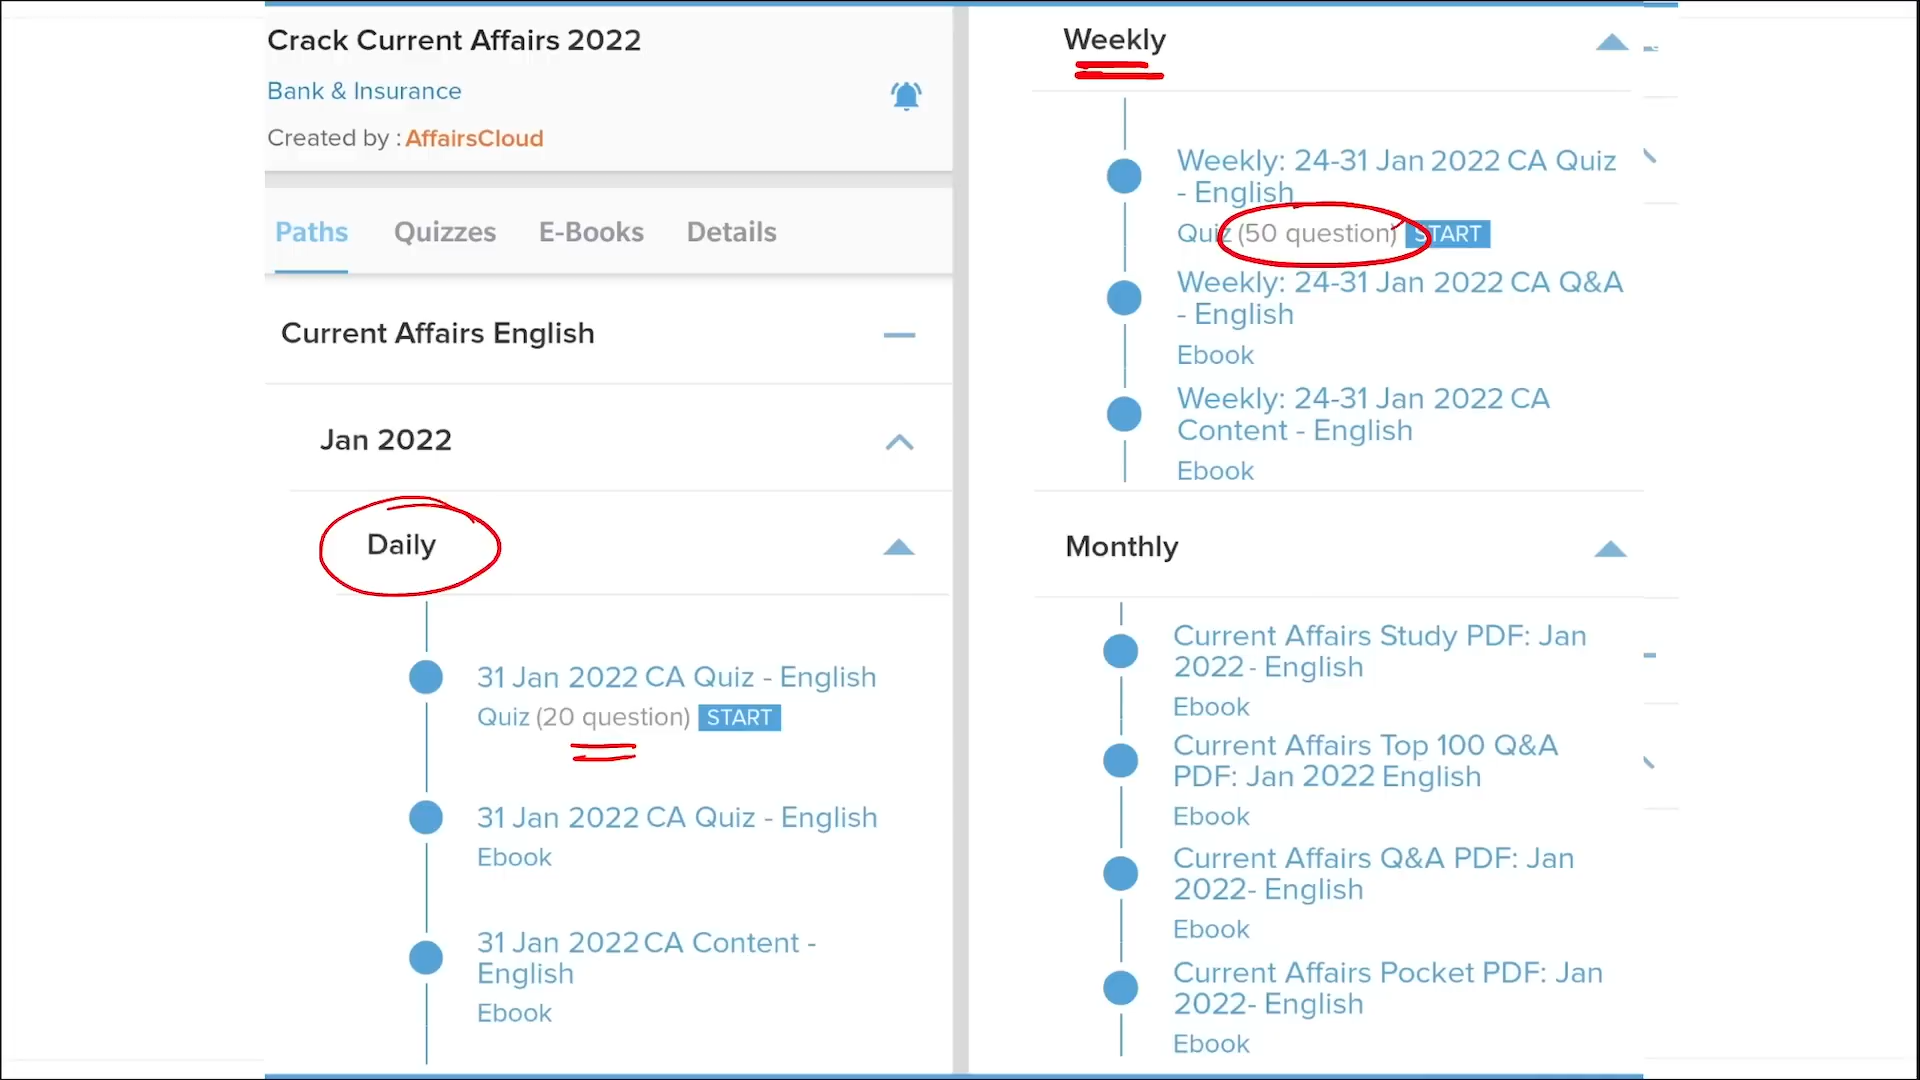 Crack Current Affairs 2022
Bank & Insurance
Created by : AffairsCloud
Paths Quizzes E-Books Details
Current Affairs English
Jan 2022
Daily
31 Jan 2022 CA Quiz - English
Quiz (20 question) START
31 Jan 2022 CA Quiz - English
Ebook
31 Jan 2022 CA Content -
English
Ebook
Weekly
Weekly: 24-31 Jan 2022 CA Quiz
- English
Quiz (50 question) START
Weekly: 24-31 Jan 2022 CA Q&A
- English
Ebook
Weekly: 24-31 Jan 2022 CA
Content - English
Ebook
Monthly
Current Affairs Study PDF: Jan
2022 - English
Ebook
Current Affairs Top 100 Q&A
PDF: Jan 2022 English
Ebook
Current Affairs Q&A PDF: Jan
2022- English
Ebook
Current Affairs Pocket PDF: Jan
2022- English
Ebook